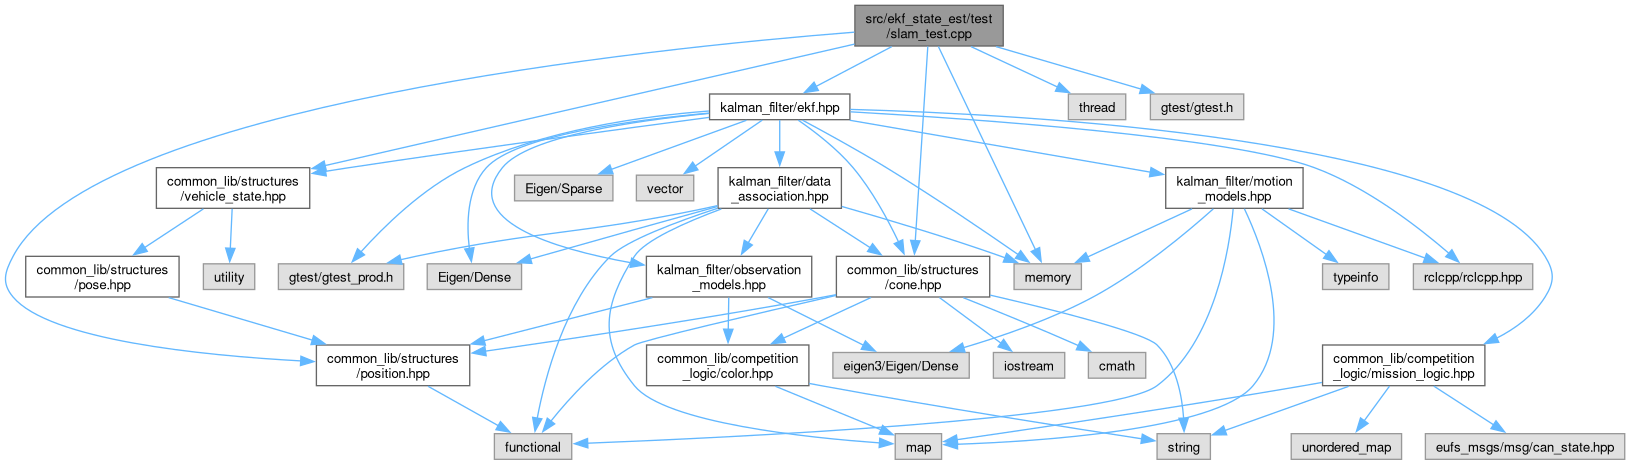 src/ekf_state_est/test
/slam_test.cpp
kalman_filter/ekf.hpp
thread
gtest/gtest.h
common_lib/structures
/vehicle_state.hpp
Eigen/Sparse
vector
kalman_filter/data
_association.hpp
kalman_filter/motion
_models.hpp
common_lib/structures
/pose.hpp
utility
gtest/gtest_prod.h
Eigen/Dense
kalman_filter/observation
_models.hpp
common_lib/structures
/cone.hpp
memory
typeinfo
rclcpp/rclcpp.hpp
common_lib/structures
/position.hpp
common_lib/competition
_logic/color.hpp
eigen3/Eigen/Dense
iostream
cmath
common_lib/competition
_logic/mission_logic.hpp
functional
map
string
unordered_map
eufs_msgs/msg/can_state.hpp